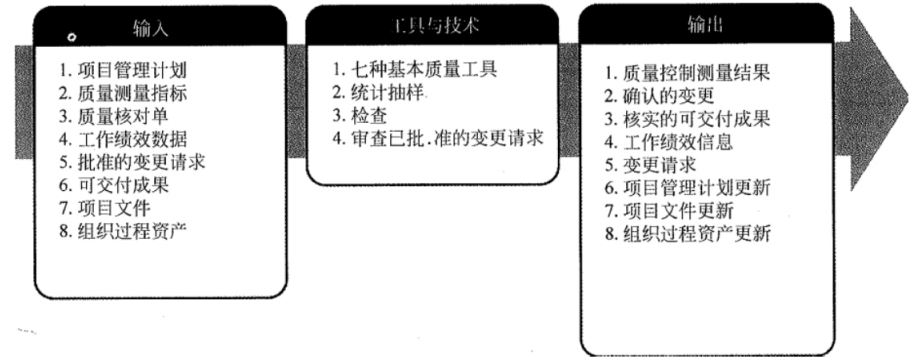 输入
1. 项目管理计划
2. 质量测量指标
3. 质量核对单
4. 工作绩效数据
5. 批准的变更请求
6. 可交付成果
7. 项目文件
8. 组织过程资产
工具与技术
1. 七种基本质量工具
2. 统计抽样
3. 检查
4. 审查已批.准的变更请求
输出
1. 质量控制测量结果
2. 确认的变更
3. 核实的可交付成果
4. 工作绩效信息
5. 变更请求
6. 项目管理计划更新
7. 项目文件更新
8. 组织过程资产更新